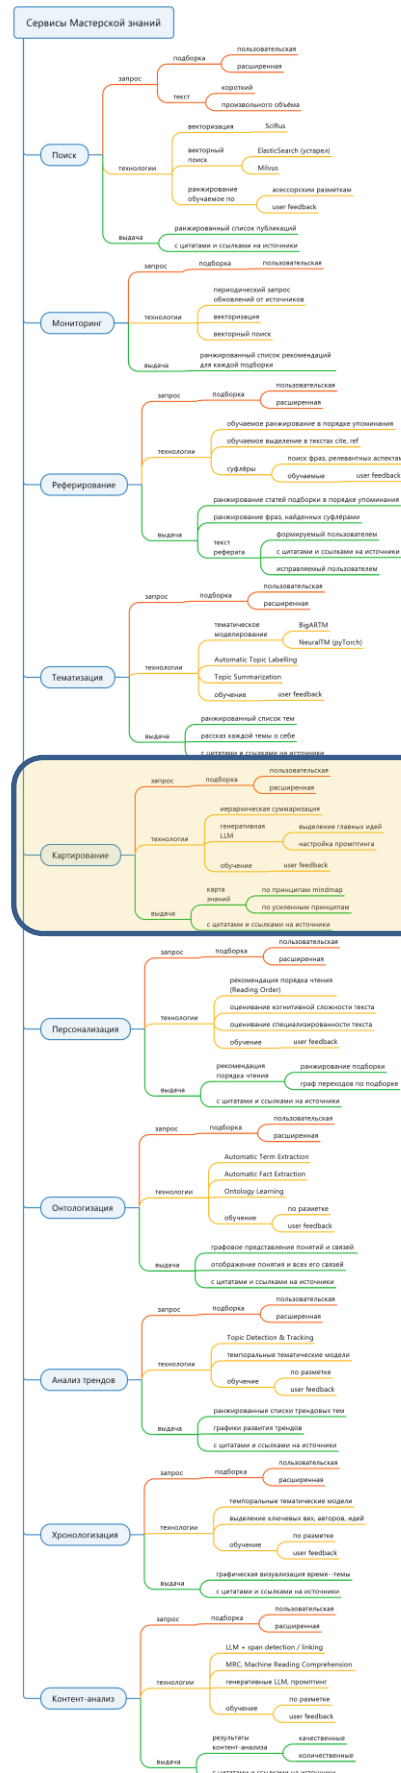 Сервисы Мастерской знаний
Поиск
запрос
подборка
пользовательская
расширенная
текст
короткий
произвольного объёма
технологии
векторизация
SciRus
векторный
поиск
ElasticSearch (устарел)
Milvus
ранжирование
обучаемое по
асессорским разметкам
user feedback
выдача
ранжированный список публикаций
с цитатами и ссылками на источники
Мониторинг
запрос
подборка
пользовательская
технологии
периодический запрос
обновлений от источников
векторизация
векторный поиск
выдача
ранжированный список рекомендаций
для каждой подборки
Реферирование
запрос
подборка
пользовательская
расширенная
технологии
обучаемое ранжирование в порядке упоминания
обучаемое выделение в текстах cite, ref
суфлёры
поиск фраз, релевантных аспектам
обучаемые
user feedback
выдача
ранжирование статей подборки в порядке упоминания
ранжирование фраз, найденных суфлёрами
текст
реферата
формируемый пользователем
с цитатами и ссылками на источники
исправляемый пользователем
Тематизация
запрос
подборка
пользовательская
расширенная
технологии
тематическое
моделирование
BigARTM
NeuralTM (pyTorch)
Automatic Topic Labelling
Topic Summarization
обучение
user feedback
выдача
ранжированный список тем
рассказ каждой темы о себе
с цитатами и ссылками на источники
Картирование
запрос
подборка
пользовательская
расширенная
технологии
иерархическая суммаризация
генеративная
LLM
выделение главных идей
настройка промптинга
обучение
user feedback
выдача
карта
знаний
по принципам mindmap
по усиленным принципам
с цитатами и ссылками на источники
Персонализация
запрос
подборка
пользовательская
расширенная
технологии
рекомендация порядка чтения
(Reading Order)
оценивание когнитивной сложности текста
оценивание специализированности текста
обучение
user feedback
выдача
рекомендация
порядка чтения
ранжирование подборки
граф переходов по подборке
с цитатами и ссылками на источники
Онтологизация
запрос
подборка
пользовательская
расширенная
технологии
Automatic Term Extraction
Automatic Fact Extraction
Ontology Learning
обучение
по разметке
user feedback
выдача
графовое представление понятий и связей
отображение понятия и всех его связей
с цитатами и ссылками на источники
Анализ трендов
запрос
подборка
пользовательская
расширенная
технологии
Topic Detection & Tracking
темпоральные тематические модели
обучение
по разметке
user feedback
выдача
ранжированные списки трендовых тем
графики развития трендов
с цитатами и ссылками на источники
Хронологизация
запрос
подборка
пользовательская
расширенная
технологии
темпоральные тематические модели
выделение ключевых вех, авторов, идей
обучение
по разметке
user feedback
выдача
графическая визуализация время–темы
с цитатами и ссылками на источники
Контент-анализ
запрос
подборка
пользовательская
расширенная
технологии
LLM + span detection / linking
MRC, Machine Reading Comprehension
генеративные LLM, промптинг
обучение
по разметке
user feedback
выдача
результаты
контент-анализа
качественные
количественные
с цитатами и ссылками на источники